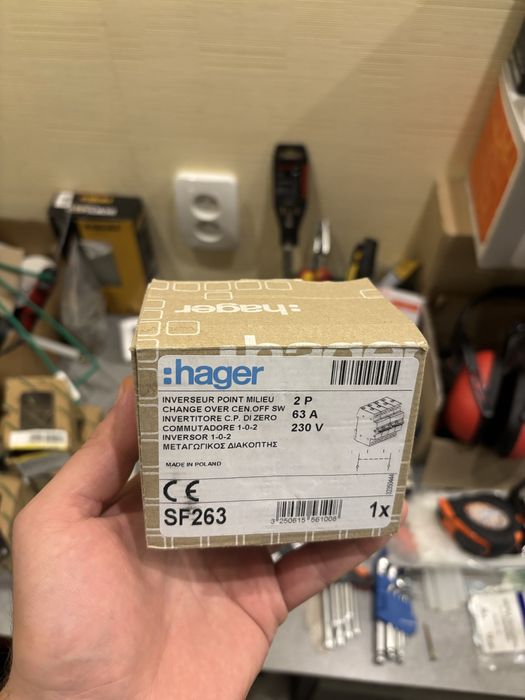 :hager
:hager
INVERSEUR POINT MILIEU
CHANGE OVER CEN.OFF SW
INVERTITORE C.P. DI ZERO
COMMUTADORE 1-0-2
INVERSOR 1-0-2
ΜΕΤΑΓΩΓΙΚΟΣ ΔΙΑΚΟΠΤΗΣ
2 P
63 A
230 V
MADE IN POLAND
CE
SF263
3 250615 561008
1x